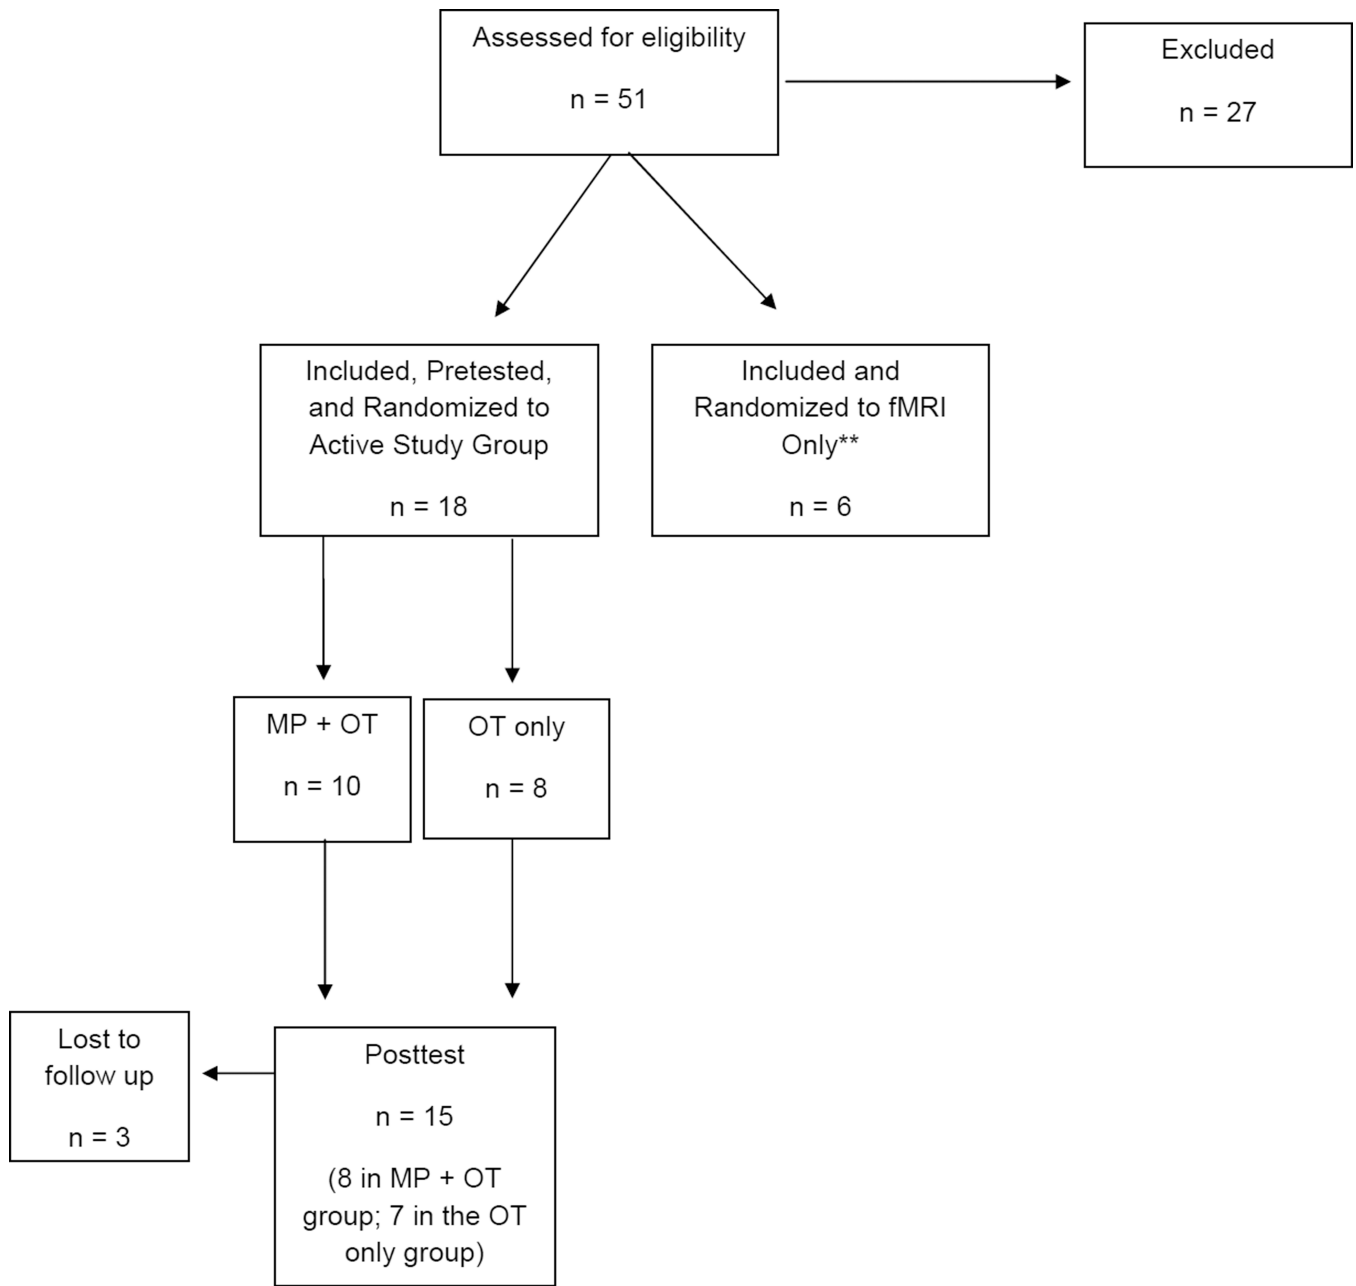 Assessed for eligibility
n = 51
Excluded
n = 27
Included, Pretested,
and Randomized to
Active Study Group
n = 18
Included and
Randomized to fMRI
Only**
n = 6
MP + OT
n = 10
OT only
n = 8
Lost to
follow up
n = 3
Posttest
n = 15
(8 in MP + OT
group; 7 in the OT
only group)